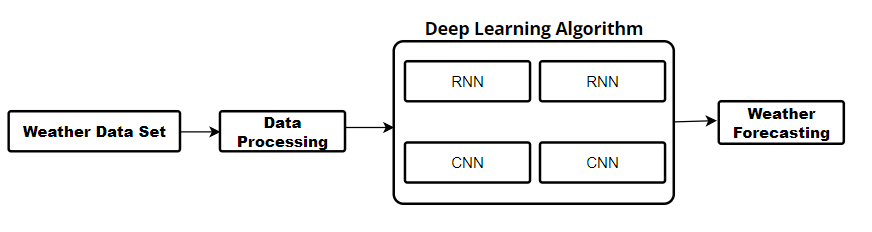 Deep Learning Algorithm
RNN
RNN
Weather Data Set
Data
Processing
CNN
CNN
Weather
Forecasting